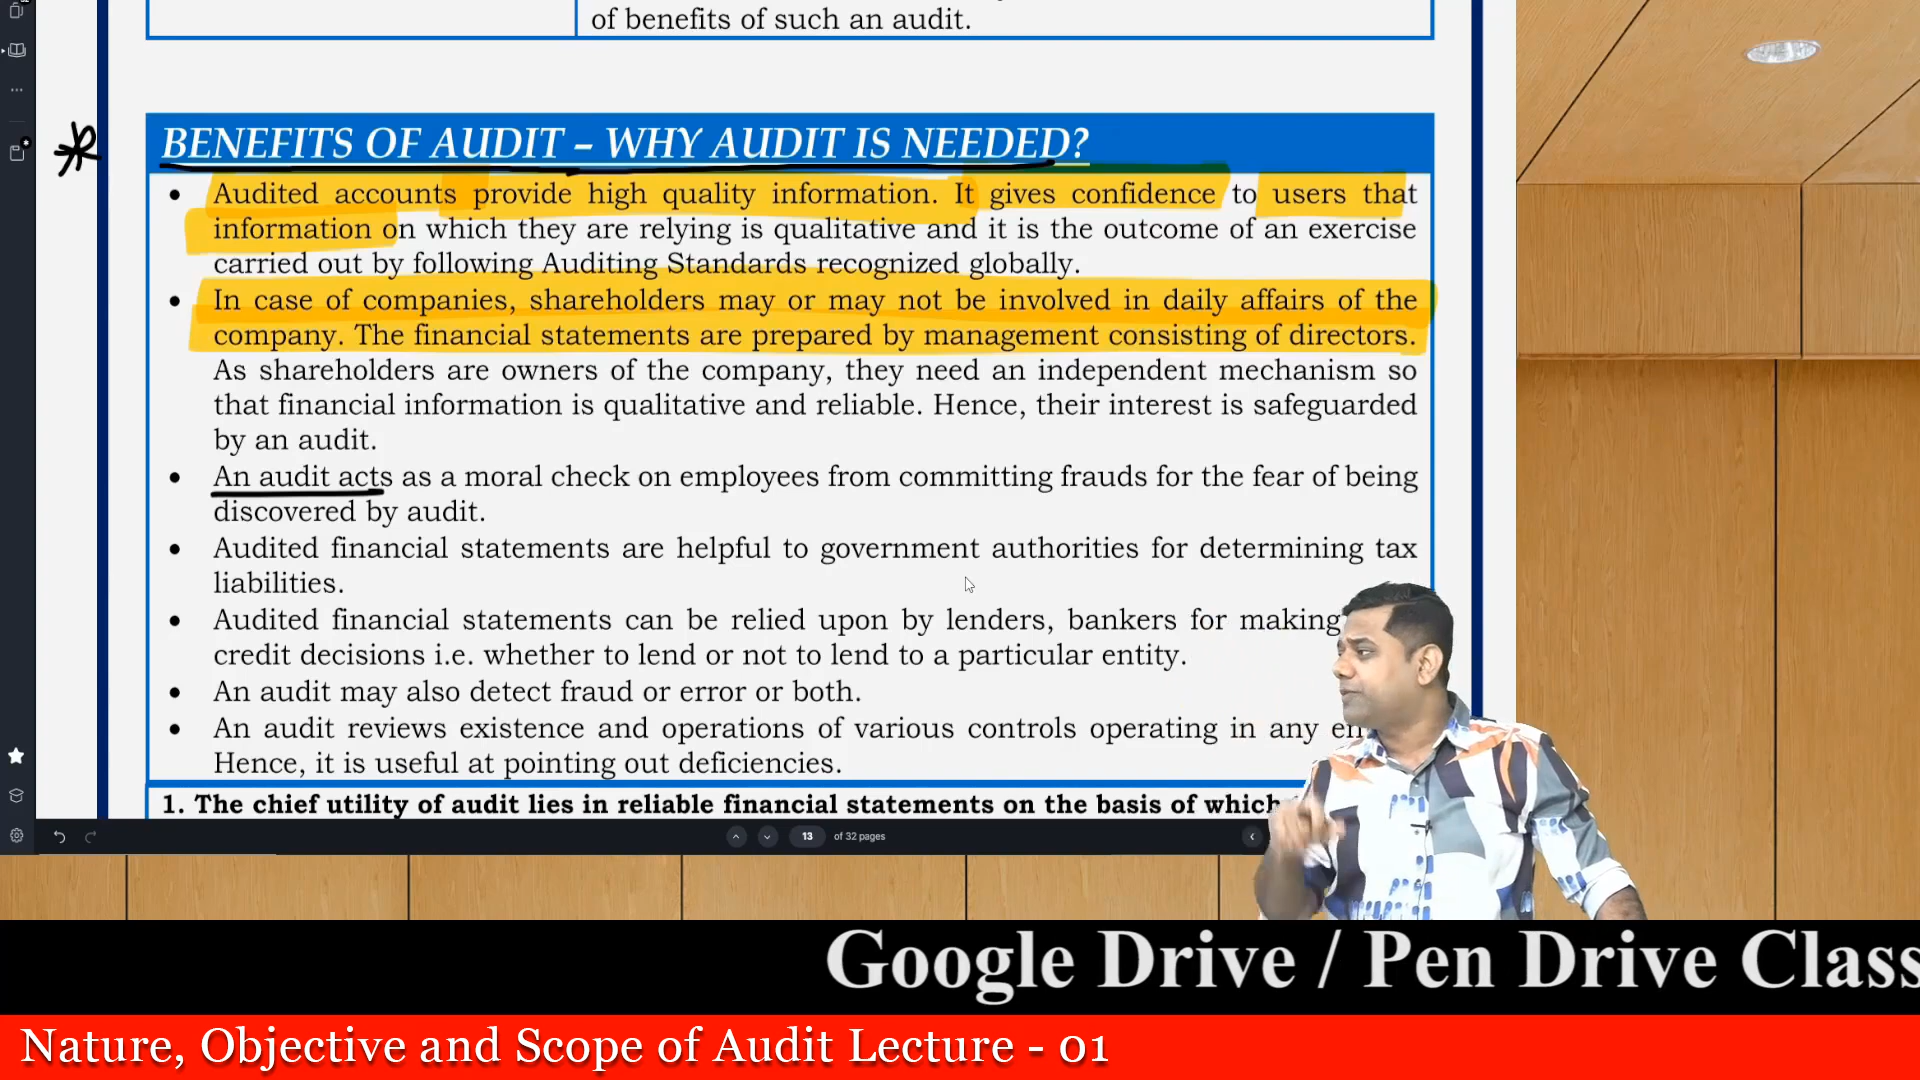 of benefits of such an audit.
BENEFITS OF AUDIT – WHY AUDIT IS NEEDED?
• Audited accounts provide high quality information. It gives confidence to users that
information on which they are relying is qualitative and it is the outcome of an exercise
carried out by following Auditing Standards recognized globally.
• In case of companies, shareholders may or may not be involved in daily affairs of the
company. The financial statements are prepared by management consisting of directors.
As shareholders are owners of the company, they need an independent mechanism so
that financial information is qualitative and reliable. Hence, their interest is safeguarded
by an audit.
• An audit acts as a moral check on employees from committing frauds for the fear of being
discovered by audit.
• Audited financial statements are helpful to government authorities for determining tax
liabilities.
• Audited financial statements can be relied upon by lenders, bankers for making
credit decisions i.e. whether to lend or not to lend to a particular entity.
• An audit may also detect fraud or error or both.
• An audit reviews existence and operations of various controls operating in any
Hence, it is useful at pointing out deficiencies.
1. The chief utility of audit lies in reliable financial statements on the basis of which
13 of 32 pages
Google Drive / Pen Drive Class
Nature, Objective and Scope of Audit Lecture - 01